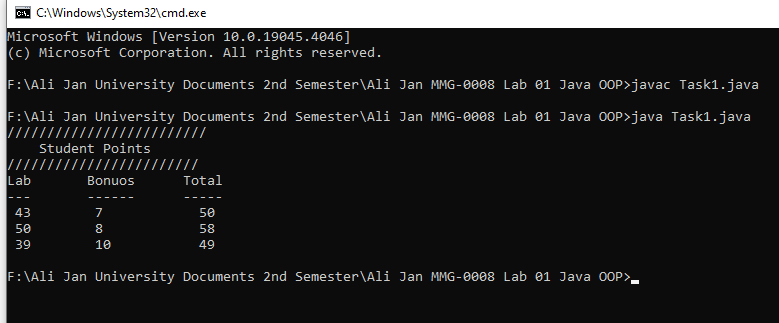 C:\Windows\System32\cmd.exe
Microsoft Windows [Version 10.0.19045.4046]
(c) Microsoft Corporation. All rights reserved.
F:\Ali Jan University Documents 2nd Semester\Ali Jan MMG-0008 Lab 01 Java OOP>javac Task1.java
F:\Ali Jan University Documents 2nd Semester\Ali Jan MMG-0008 Lab 01 Java OOP>java Task1.java
/////////////////////////
    Student Points
////////////////////////
Lab       Bonuos      Total
---       ------      -----
 43        7            50
 50        8            58
 39        10           49
F:\Ali Jan University Documents 2nd Semester\Ali Jan MMG-0008 Lab 01 Java OOP>